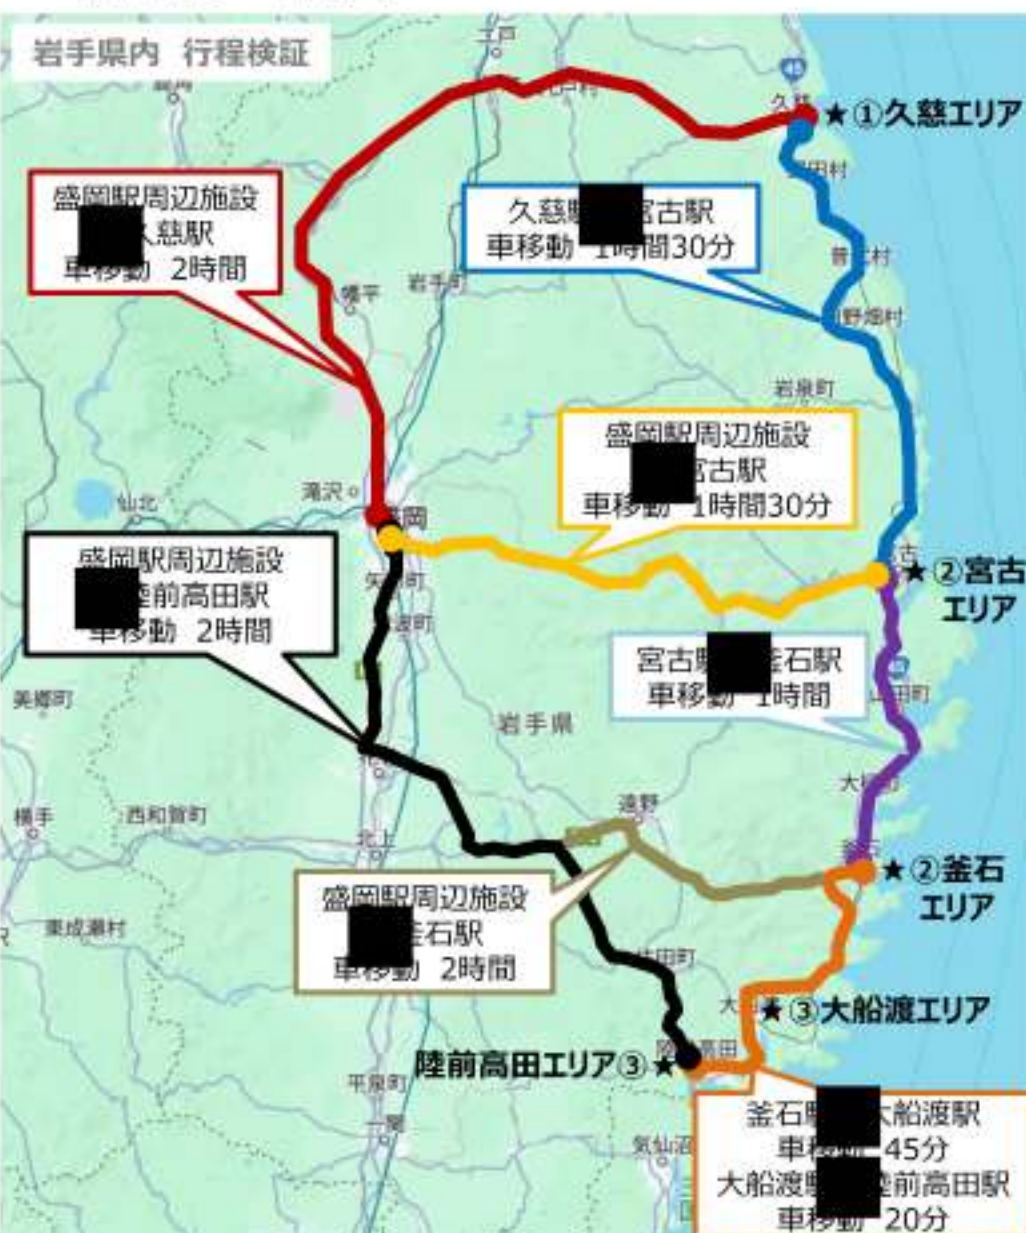 岩手県内 行程検証
二戸
45
★①久慈エリア
盛岡駅周辺施設
久慈駅
車移動 2時間
久慈駅 宮古駅
車移動 1時間30分
岩手町
野畑村
岩泉町
盛岡駅周辺施設
宮古駅
車移動 1時間30分
滝沢
仙北
盛岡駅周辺施設
陸前高田駅
車移動 2時間
★②宮古
エリア
宮古駅 釜石駅
車移動 1時間
美郷町
岩手県
遠野
横手
西和賀町
北上
★②釜石
エリア
盛岡駅周辺施設
釜石駅
車移動 2時間
東成瀬村
★③大船渡エリア
陸前高田エリア③★
平泉町
一関
気仙沼
釜石駅 大船渡駅
車移動 45分
大船渡駅 陸前高田駅
車移動 20分